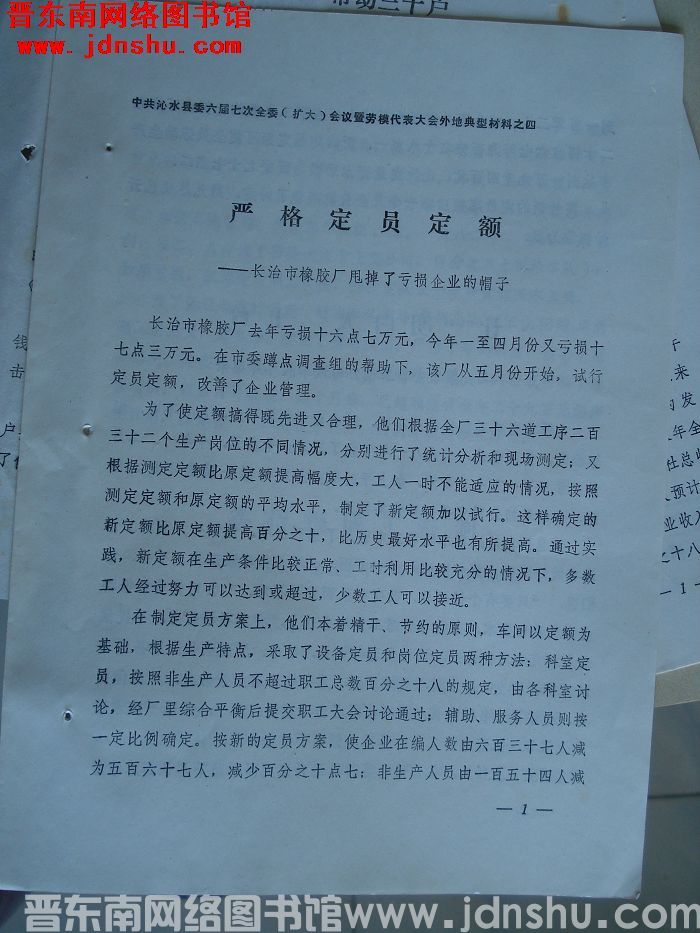 晋东南网络图书馆
www.jdnshu.com
带动三千户
中共沁水县委六届七次全委（扩大）会议暨劳模代表大会外地典型材料之四
严格定员定额
——长治市橡胶厂甩掉了亏损企业的帽子
长治市橡胶厂去年亏损十六点七万元，今年一至四月份又亏损十
七点三万元。在市委蹲点调查组的帮助下，该厂从五月份开始，试行
定员定额，改善了企业管理。
为了使定额搞得既先进又合理，他们根据全厂三十六道工序二百
三十二个生产岗位的不同情况，分别进行了统计分析和现场测定；又
根据测定定额比原定额提高幅度大，工人一时不能适应的情况，按照
测定定额和原定额的平均水平，制定了新定额加以试行。这样确定的
新定额比原定额提高百分之十，比历史最好水平也有所提高。通过实
践，新定额在生产条件比较正常、工时利用比较充分的情况下，多数
工人经过努力可以达到或超过，少数工人可以接近。
在制定定员方案上，他们本着精干、节约的原则，车间以定额为
基础，根据生产特点，采取了设备定员和岗位定员两种方法；科室定
员，按照非生产人员不超过职工总数百分之十八的规定，由各科室讨
论，经厂里综合平衡后提交职工大会讨论通过；辅助、服务人员则按
一定比例确定。按新的定员方案，使企业在编人数由六百三十七人减
为五百六十七人，减少百分之十点七；非生产人员由一百五十四人减
— 1 —
钱
击
户
了
来
发
年全
社总收
预计
业收入
之十八
— 1
晋东南网络图书馆www.jdnshu.com